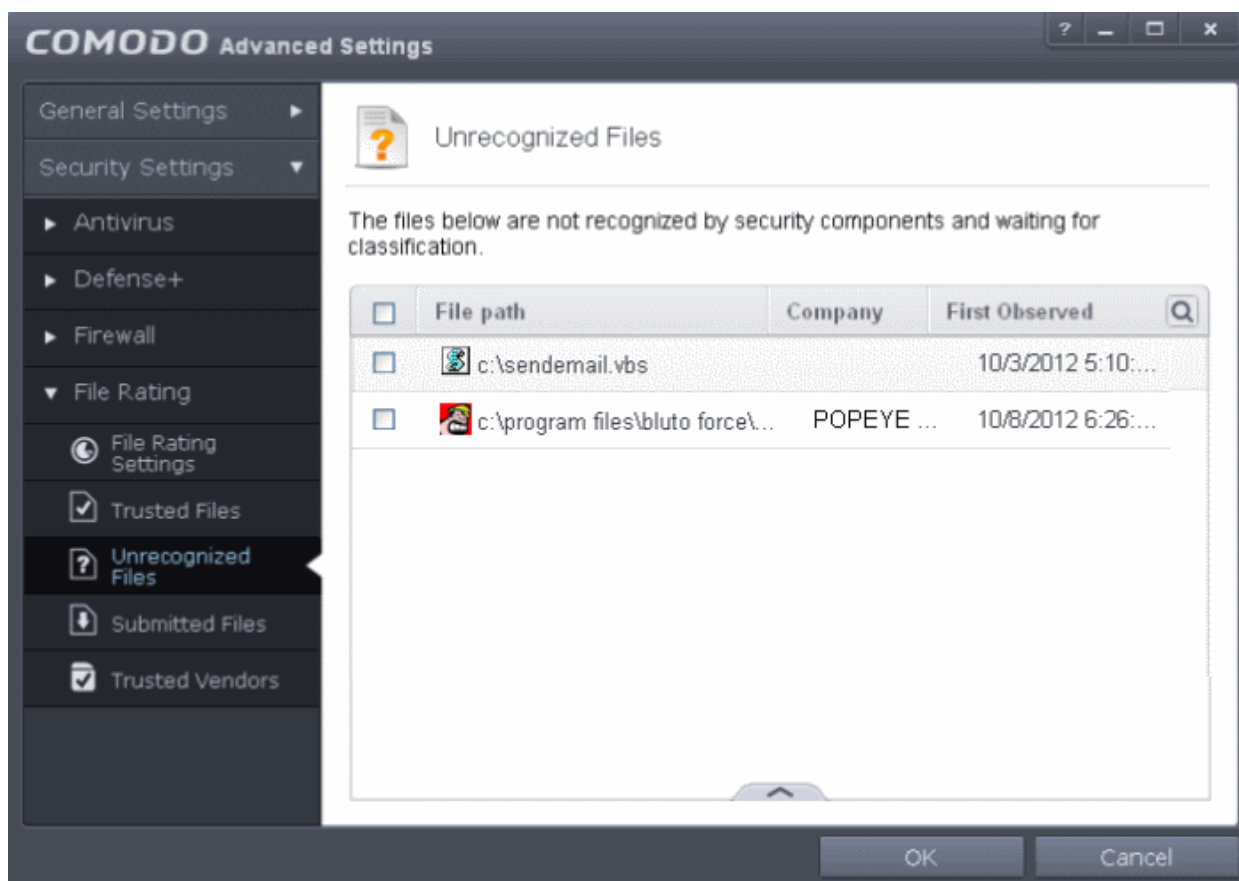 COMODO Advanced Settings
?
General Settings
Security Settings
Antivirus
Defense+
Firewall
File Rating
File Rating
Settings
Trusted Files
Unrecognized
Files
Submitted Files
Trusted Vendors
Unrecognized Files
The files below are not recognized by security components and waiting for
classification.
File path Company First Observed
c:\sendemail.vbs 10/3/2012 5:10:...
c:\program files\bluto force\... POPEYE ... 10/8/2012 6:26:...
OK Cancel